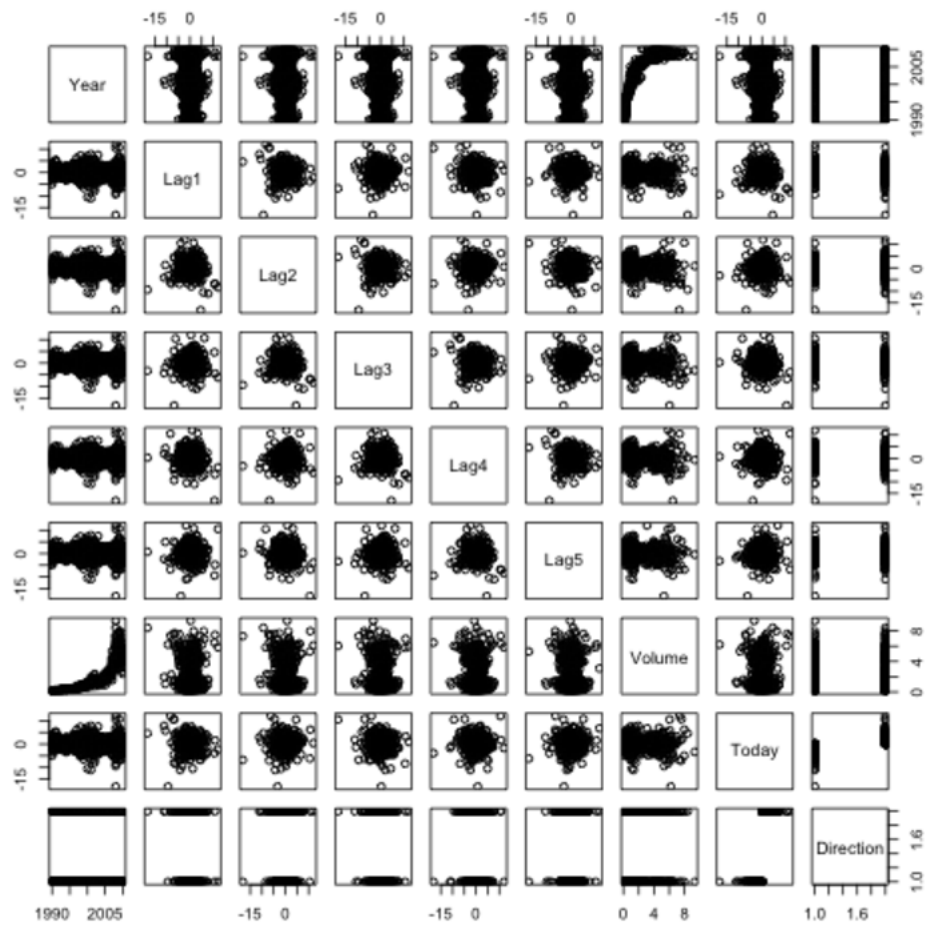 -15 0 -15 0 -15 0 -15 0
Year 1990 2005
-15 0 Lag1
Lag2 -15 0
-15 0 Lag3
Lag4 -15 0
-15 0 Lag5
Volume 0 4 8
-15 0 Today
Direction 1.0 1.6
1990 2005 -15 0 -15 0 0 4 8 1.0 1.6